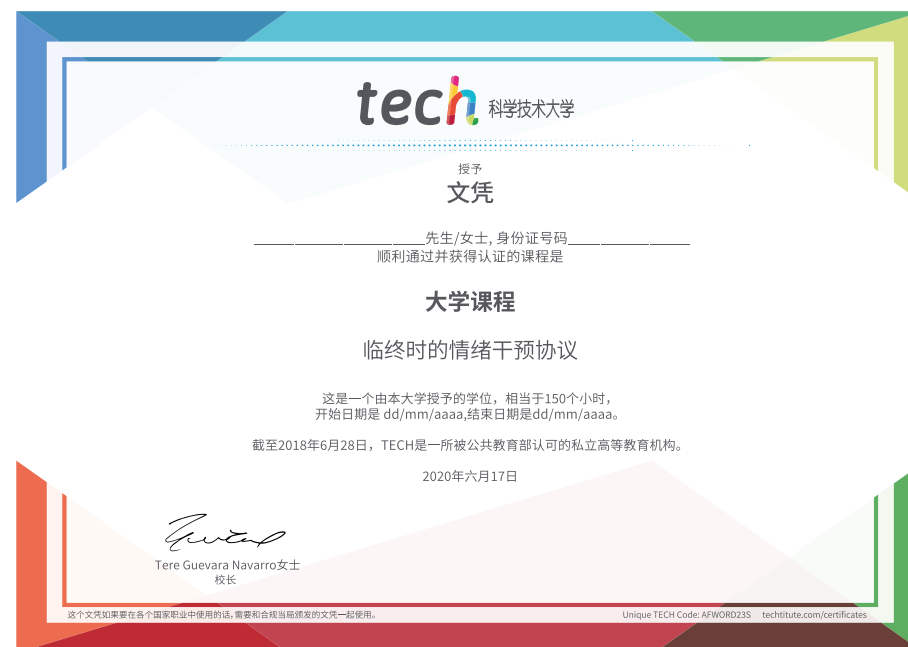 tech 科学技术大学
授予
文凭
____________________先生/女士, 身份证号码______________
顺利通过并获得认证的课程是
大学课程
临终时的情绪干预协议
这是一个由本大学授予的学位，相当于150个小时，
开始日期是 dd/mm/aaaa,结束日期是dd/mm/aaaa。
截至2018年6月28日，TECH是一所被公共教育部认可的私立高等教育机构。
2020年六月17日
Tere Guevara Navarro女士
校长
这个文凭如果要在各个国家职业中使用的话,需要和合规当局颁发的文凭一起使用。
Unique TECH Code: AFWORD23S techtitute.com/certificates